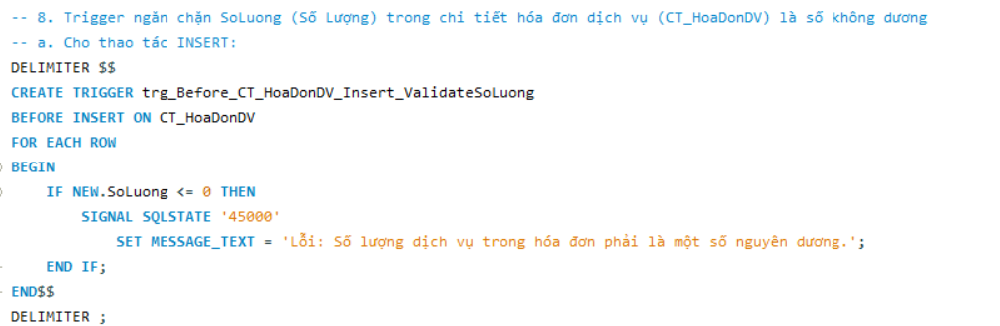 -- 8. Trigger ngăn chặn SoLuong (Số Lượng) trong chi tiết hóa đơn dịch vụ (CT_HoaDonDV) là số không dương
-- a. Cho thao tác INSERT:
DELIMITER $$
CREATE TRIGGER trg_Before_CT_HoaDonDV_Insert_ValidateSoLuong
BEFORE INSERT ON CT_HoaDonDV
FOR EACH ROW
BEGIN
    IF NEW.SoLuong <= 0 THEN
        SIGNAL SQLSTATE '45000'
            SET MESSAGE_TEXT = 'Lỗi: Số lượng dịch vụ trong hóa đơn phải là một số nguyên dương.';
    END IF;
END$$
DELIMITER ;